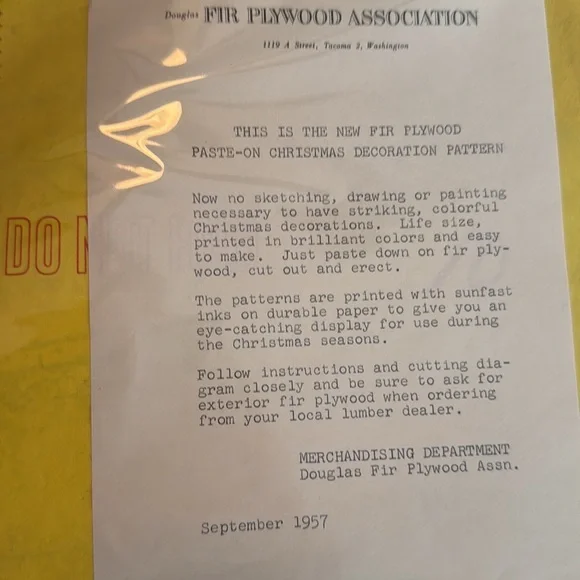 Douglas FIR PLYWOOD ASSOCIATION
1119 A Street, Tacoma 2, Washington
THIS IS THE NEW FIR PLYWOOD
PASTE-ON CHRISTMAS DECORATION PATTERN
DO
Now no sketching, drawing or painting
necessary to have striking, colorful
Christmas decorations. Life size,
printed in brilliant colors and easy
to make. Just paste down on fir ply-
wood, cut out and erect.
The patterns are printed with sunfast
inks on durable paper to give you an
eye-catching display for use during
the Christmas seasons.
Follow instructions and cutting dia-
gram closely and be sure to ask for
exterior fir plywood when ordering
from your local lumber dealer.
MERCHANDISING DEPARTMENT
Douglas Fir Plywood Assn.
September 1957